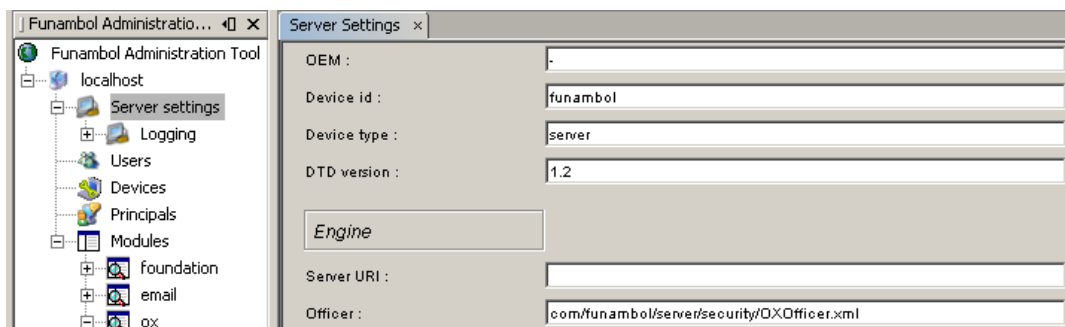 Funambol Administratio...
Funambol Administration Tool
localhost
Server settings
Logging
Users
Devices
Principals
Modules
foundation
email
ox
Server Settings
OEM :
-
Device id :
funambol
Device type :
server
DTD version :
1.2
Engine
Server URI :
Officer :
com/funambol/server/security/OXOfficer.xml